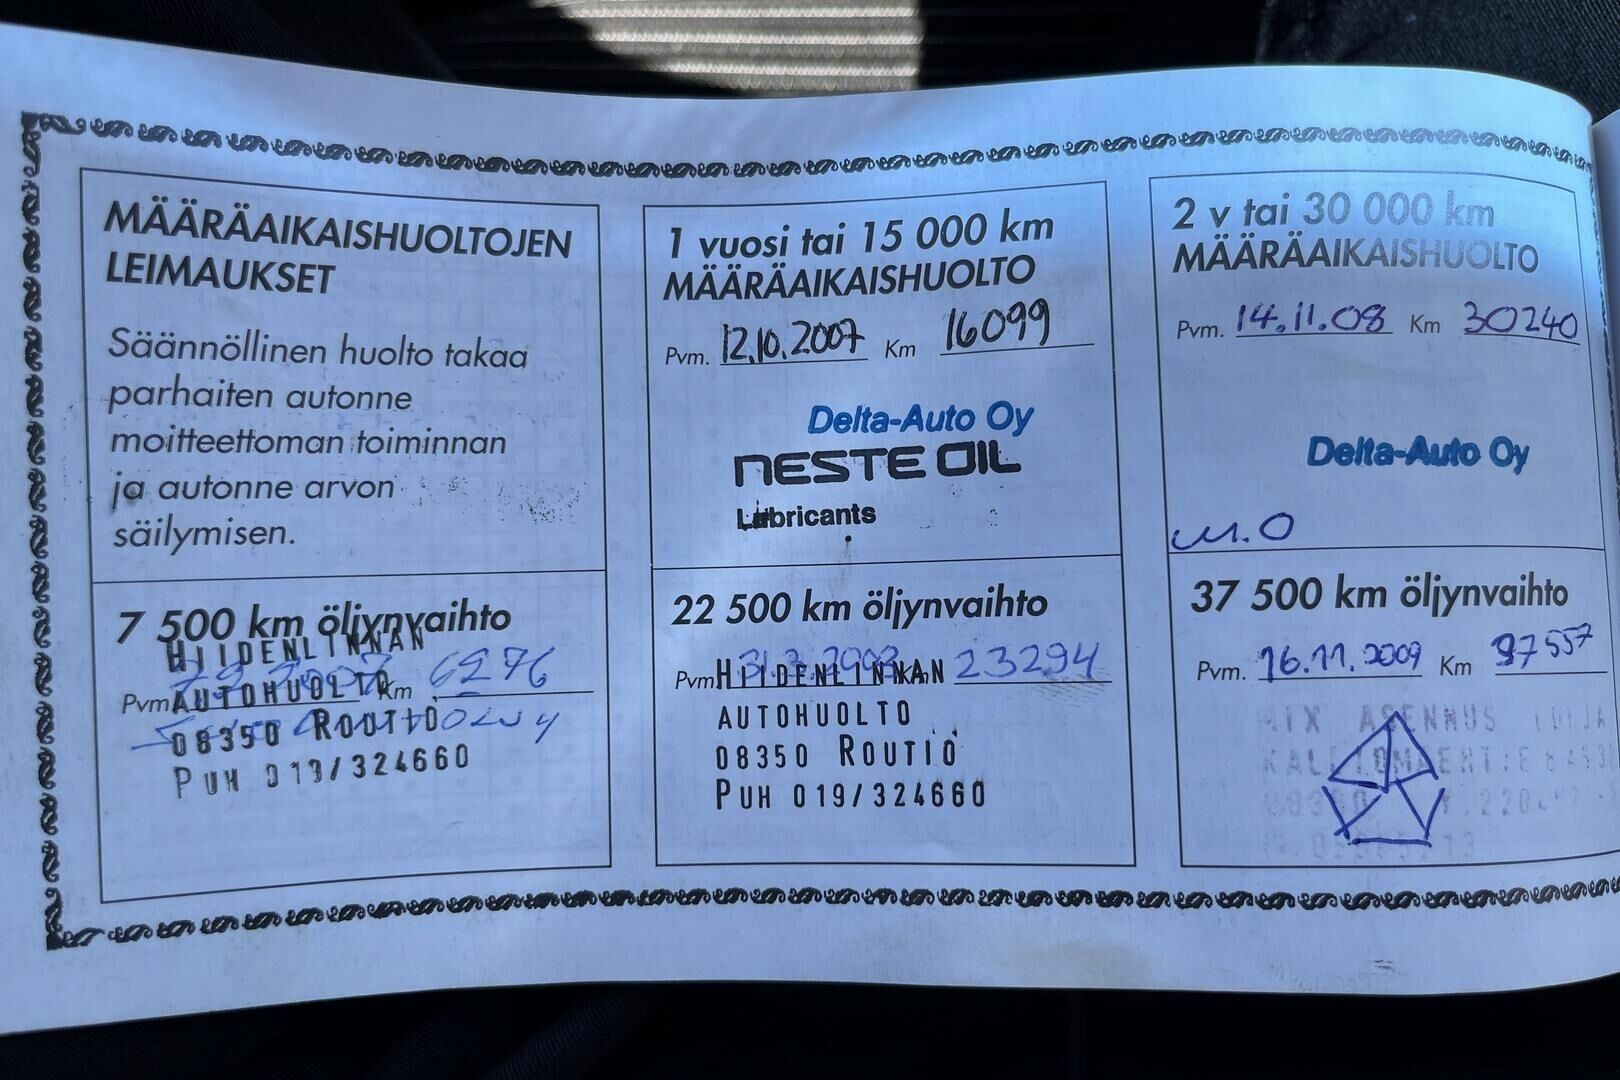 MÄÄRÄAIKAISHUOLTOJEN
LEIMAUKSET
Säännöllinen huolto takaa
parhaiten autonne
moitteettoman toiminnan
ja autonne arvon
säilymisen.
7 500 km öljynvaihto
HIIDENLINNAN
Pvm. Km 6976
AUTOHUOLTO
08350 ROUTIO
PUH 019/324660
1 vuosi tai 15 000 km
MÄÄRÄAIKAISHUOLTO
Pvm. 12.10.2007 Km 16099
Delta-Auto Oy
NESTE OIL
Lubricants
22 500 km öljynvaihto
Pvm. Km 23294
HIIDENLINNAN
AUTOHUOLTO
08350 ROUTIO
PUH 019/324660
2 v tai 30 000 km
MÄÄRÄAIKAISHUOLTO
Pvm. 14.11.08 Km 30240
Delta-Auto Oy
m.o
37 500 km öljynvaihto
Pvm. 16.11.2009 Km 37557
ASENNUS